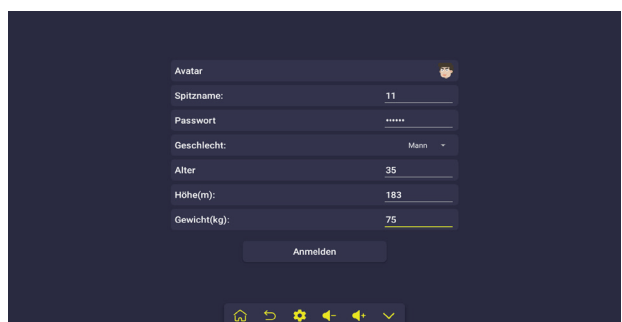 Avatar
Spitzname: 11
Passwort ••••••
Geschlecht: Mann
Alter 35
Höhe(m): 183
Gewicht(kg): 75
Anmelden